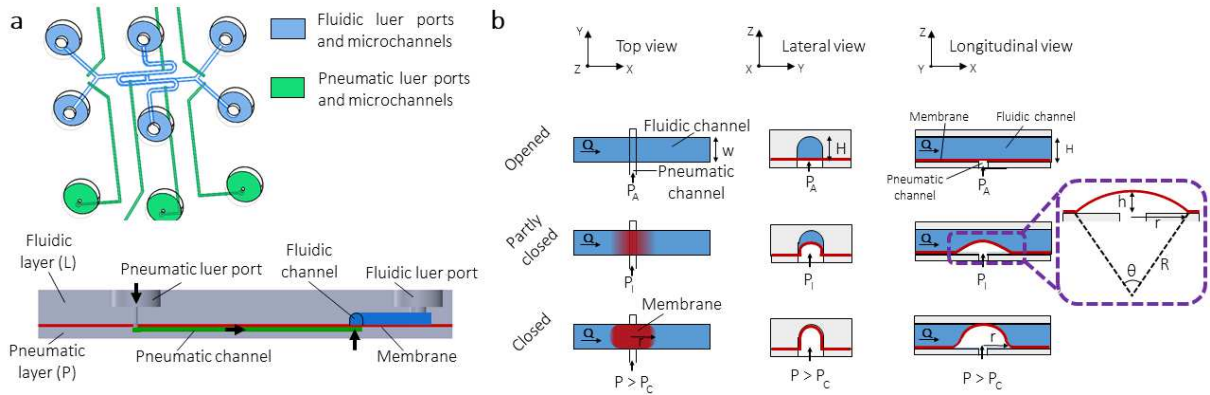 a
Fluidic luer ports
and microchannels
Pneumatic luer ports
and microchannels
Fluidic
layer (L)
Pneumatic luer port
Fluidic
channel
Fluidic luer port
Pneumatic
layer (P)
Pneumatic channel
Membrane
b
Y
Z
X
Top view
Z
X
Y
Lateral view
Z
Y
X
Longitudinal view
Opened
Q
Fluidic channel
w
Pneumatic
channel
PA
H
PA
Membrane
Fluidic channel
Q
H
Pneumatic
channel
PA
Partly
closed
Q
PI
PI
Q
PI
h
r
θ
R
Closed
Q
Membrane
r
P > PC
P > PC
Q
r
P > PC